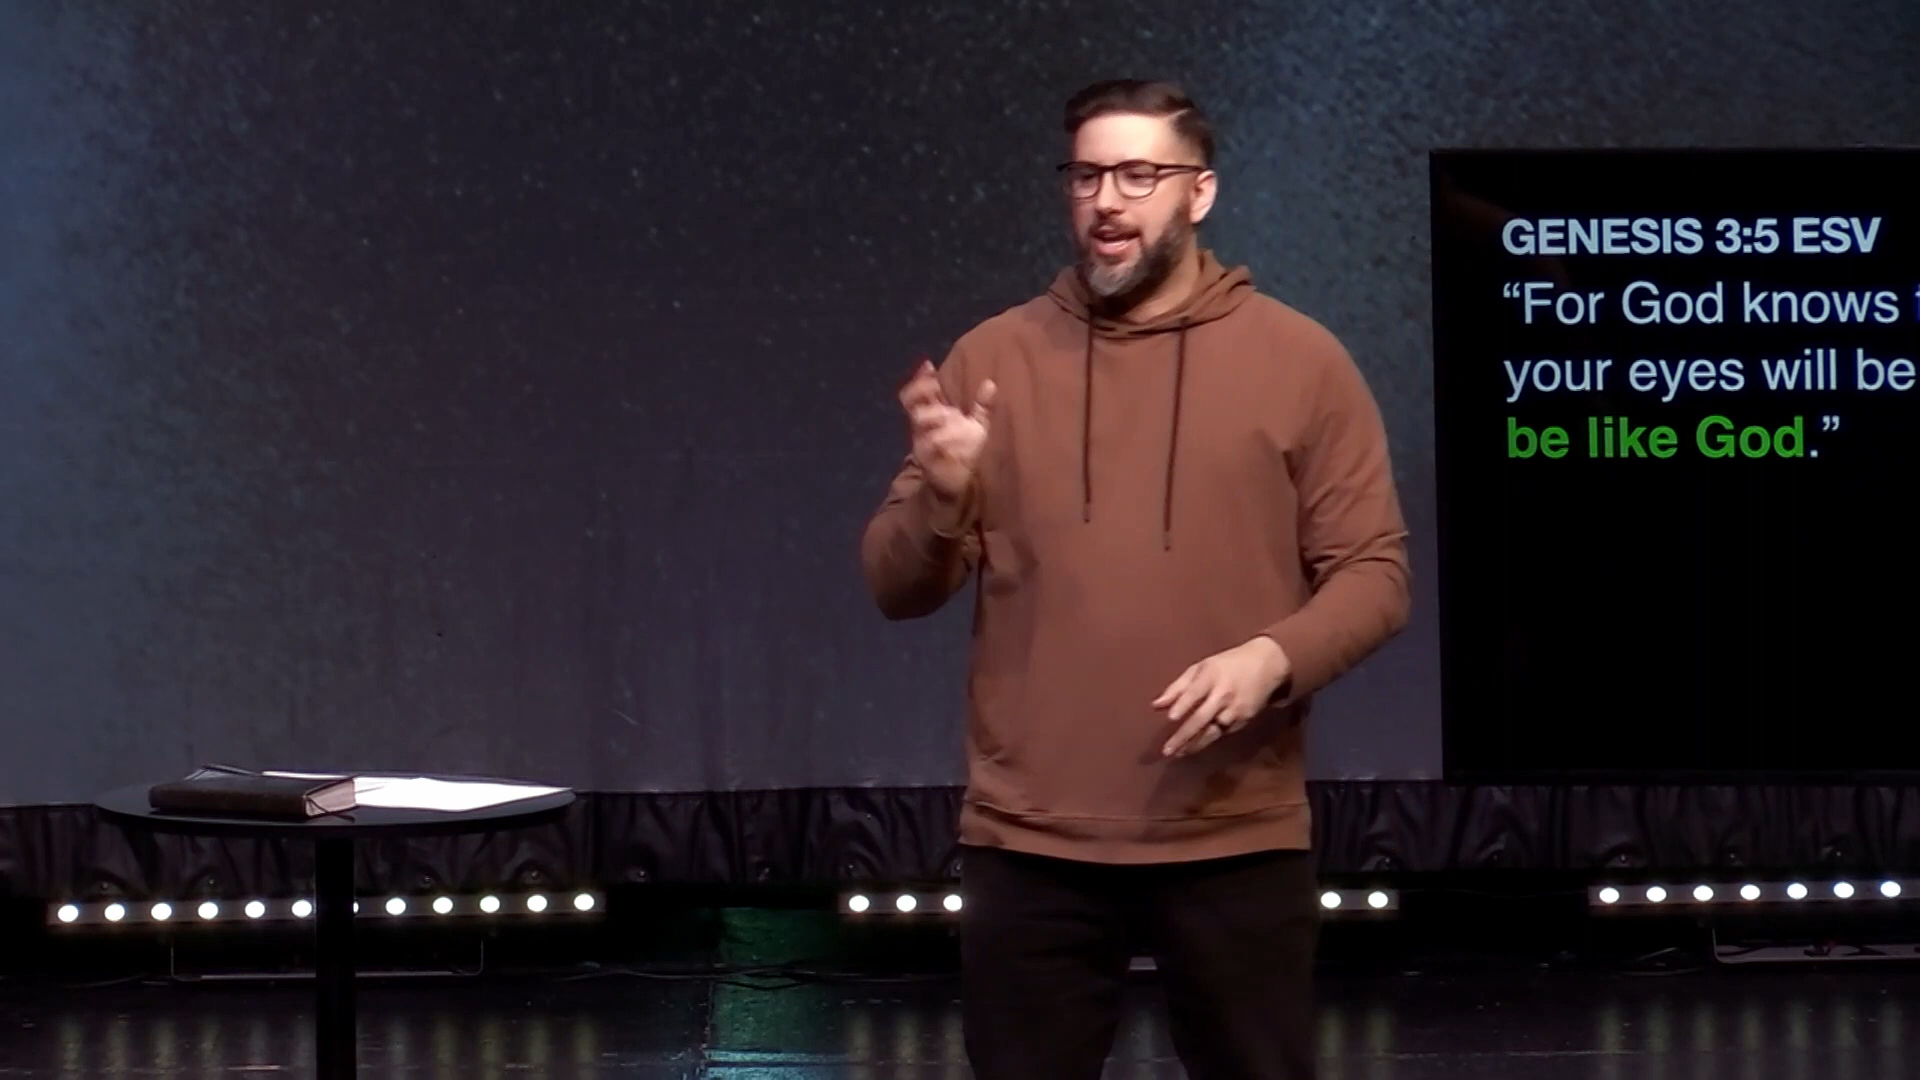 GENESIS 3:5 ESV
“For God knows
your eyes will be
be like God.”